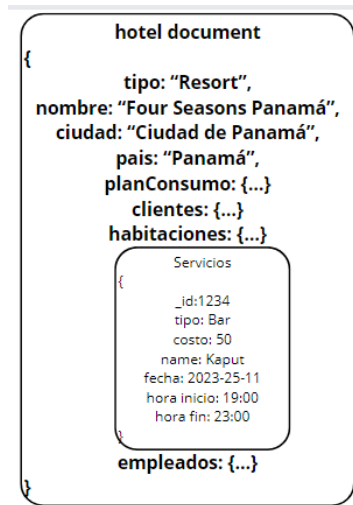 hotel document
{
tipo: “Resort”,
nombre: “Four Seasons Panamá”,
ciudad: “Ciudad de Panamá”,
pais: “Panamá”,
planConsumo: {...}
clientes: {...}
habitaciones: {...}
Servicios
{
_id:1234
tipo: Bar
costo: 50
name: Kaput
fecha: 2023-25-11
hora inicio: 19:00
hora fin: 23:00
}
empleados: {...}
}